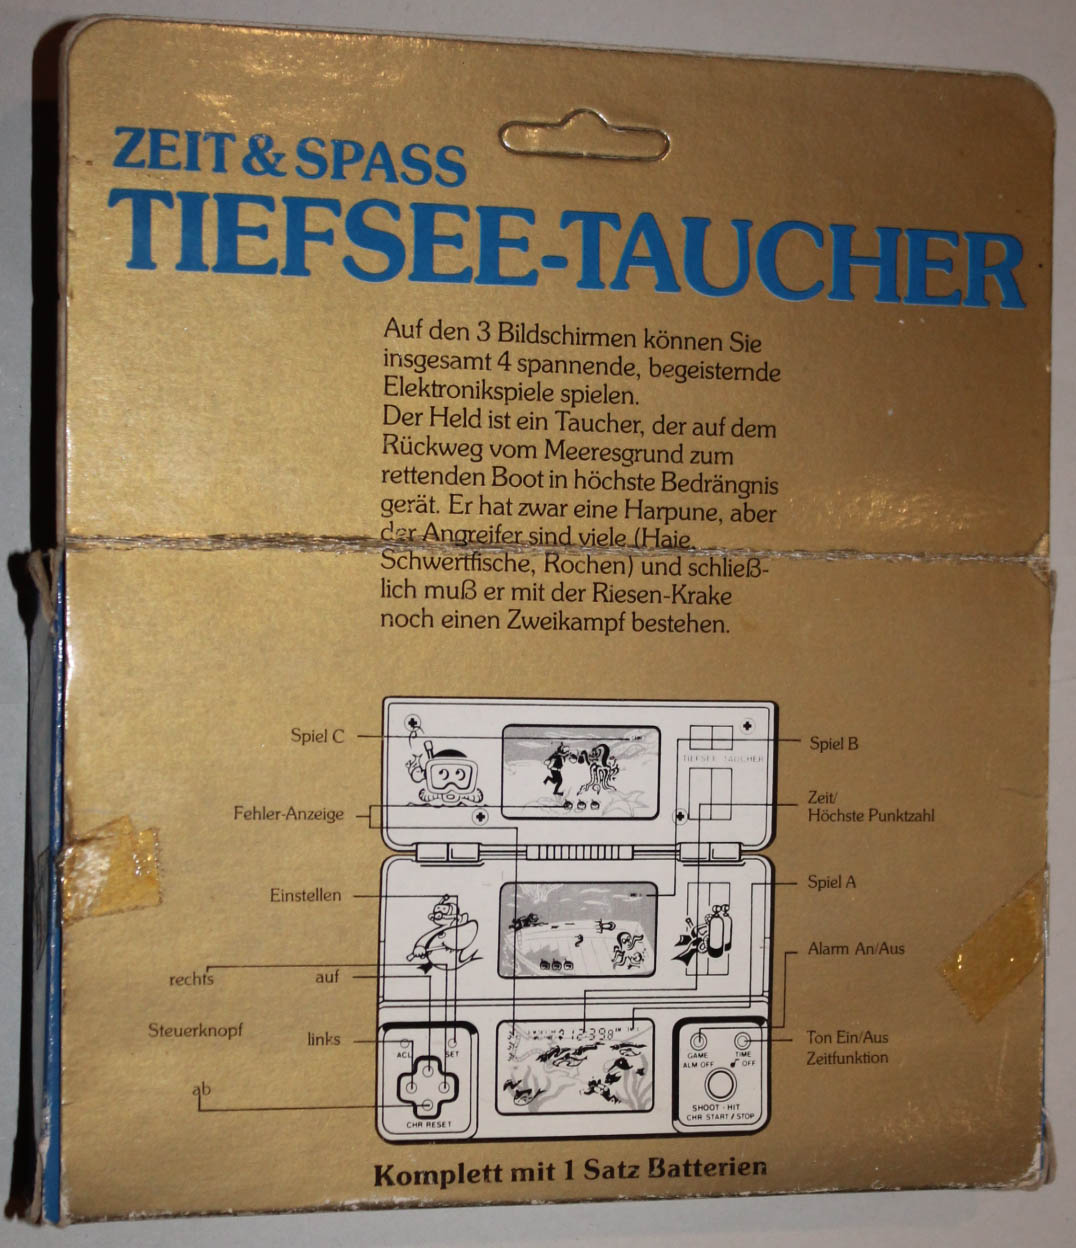 ZEIT & SPASS
TIEFSEE-TAUCHER
Auf den 3 Bildschirmen können Sie
insgesamt 4 spannende, begeisternde
Elektronikspiele spielen.
Der Held ist ein Taucher, der auf dem
Rückweg vom Meeresgrund zum
rettenden Boot in höchste Bedrängnis
gerät. Er hat zwar eine Harpune, aber
der Angreifer sind viele (Haie,
Schwertfische, Rochen) und schließ-
lich muß er mit der Riesen-Krake
noch einen Zweikampf bestehen.
Spiel C
Spiel B
TIEFSEE TAUCHER
Zeit/
Höchste Punktzahl
Fehler-Anzeige
Spiel A
Einstellen
Alarm An/Aus
rechts
auf
Steuerknopf
links
12:398
Ton Ein/Aus
Zeitfunktion
ACL
SET
GAME
TIME
ALM OFF
OFF
ab
SHOOT - HIT
CHR START / STOP
CHR RESET
Komplett mit 1 Satz Batterien